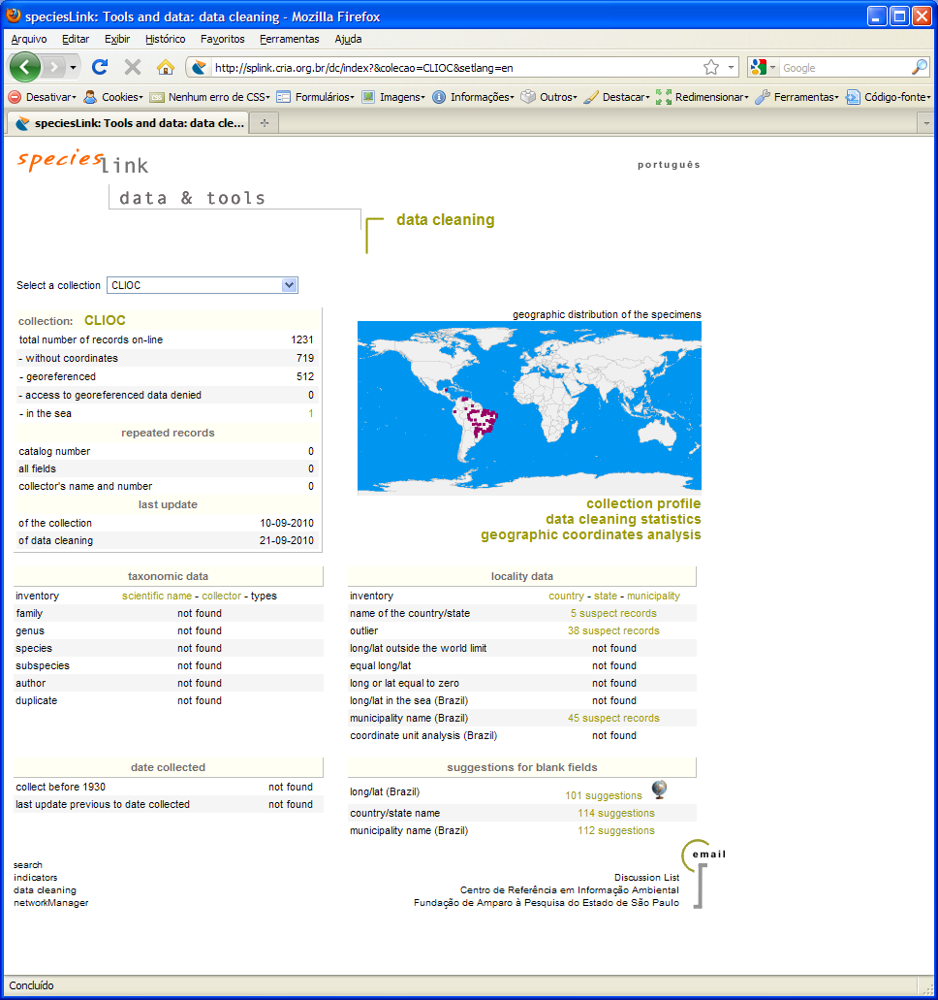 speciesLink: Tools and data: data cleaning - Mozilla Firefox
Arquivo Editar Exibir Histórico Favoritos Ferramentas Ajuda
http://splink.cria.org.br/dc/index?&colecao=CLIOC&setlang=en Google
Desativar Cookies CSS Nenhum erro de CSS Formulários Imagens Informações Outros Destacar Redimensionar Ferramentas Código-fonte
speciesLink: Tools and data: data cle...
species link
português
data & tools
data cleaning
Select a collection CLIOC
collection: CLIOC
total number of records on-line 1231
- without coordinates 719
- georeferenced 512
- access to georeferenced data denied 0
- in the sea 1
repeated records
catalog number 0
all fields 0
collector's name and number 0
last update
of the collection 10-09-2010
of data cleaning 21-09-2010
geographic distribution of the specimens
collection profile
data cleaning statistics
geographic coordinates analysis
taxonomic data
inventory scientific name - collector - types
family not found
genus not found
species not found
subspecies not found
author not found
duplicate not found
locality data
inventory country - state - municipality
name of the country/state 5 suspect records
outlier 38 suspect records
long/lat outside the world limit not found
equal long/lat not found
long or lat equal to zero not found
long/lat in the sea (Brazil) not found
municipality name (Brazil) 45 suspect records
coordinate unit analysis (Brazil) not found
date collected
collect before 1930 not found
last update previous to date collected not found
suggestions for blank fields
long/lat (Brazil) 101 suggestions
country/state name 114 suggestions
municipality name (Brazil) 112 suggestions
email
search
indicators
data cleaning
networkManager
Discussion List
Centro de Referência em Informação Ambiental
Fundação de Amparo à Pesquisa do Estado de São Paulo
Concluído